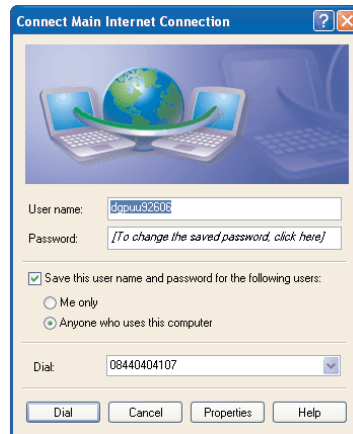 Connect Main Internet Connection
User name: dgpuu92606
Password: [To change the saved password, click here]
Save this user name and password for the following users:
Me only
Anyone who uses this computer
Dial: 08440404107
Dial Cancel Properties Help